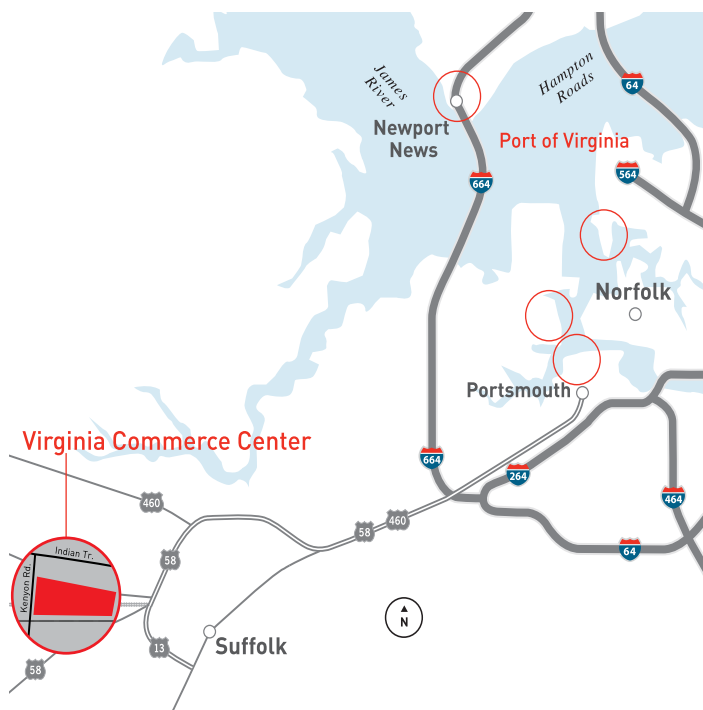 James
River
Hampton
Roads
64
Newport
News
Port of Virginia
564
664
Norfolk
Portsmouth
Virginia Commerce Center
664
264
460
464
58
460
58
64
Indian Tr.
Kenyon Rd.
N
Suffolk
13
58